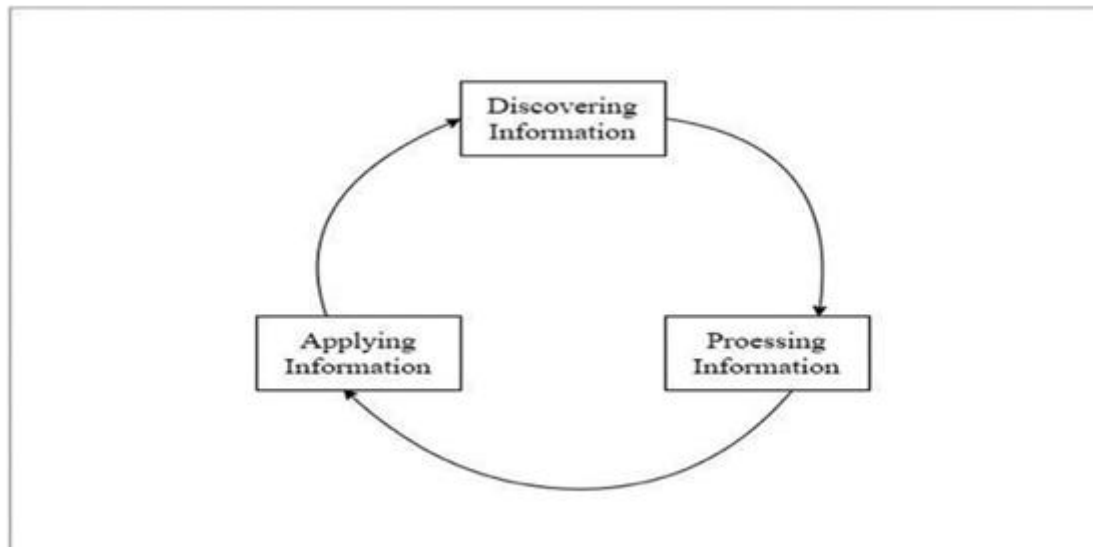 Discovering
Information
Applying
Information
Proessing
Information